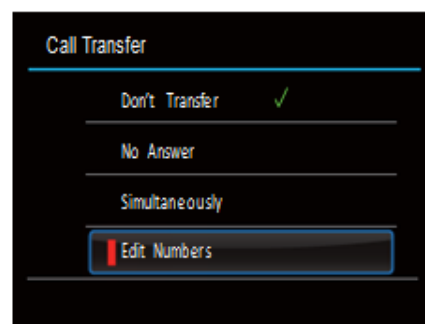 Call Transfer
Don't Transfer ✓
No Answer
Simultaneously
Edit Numbers